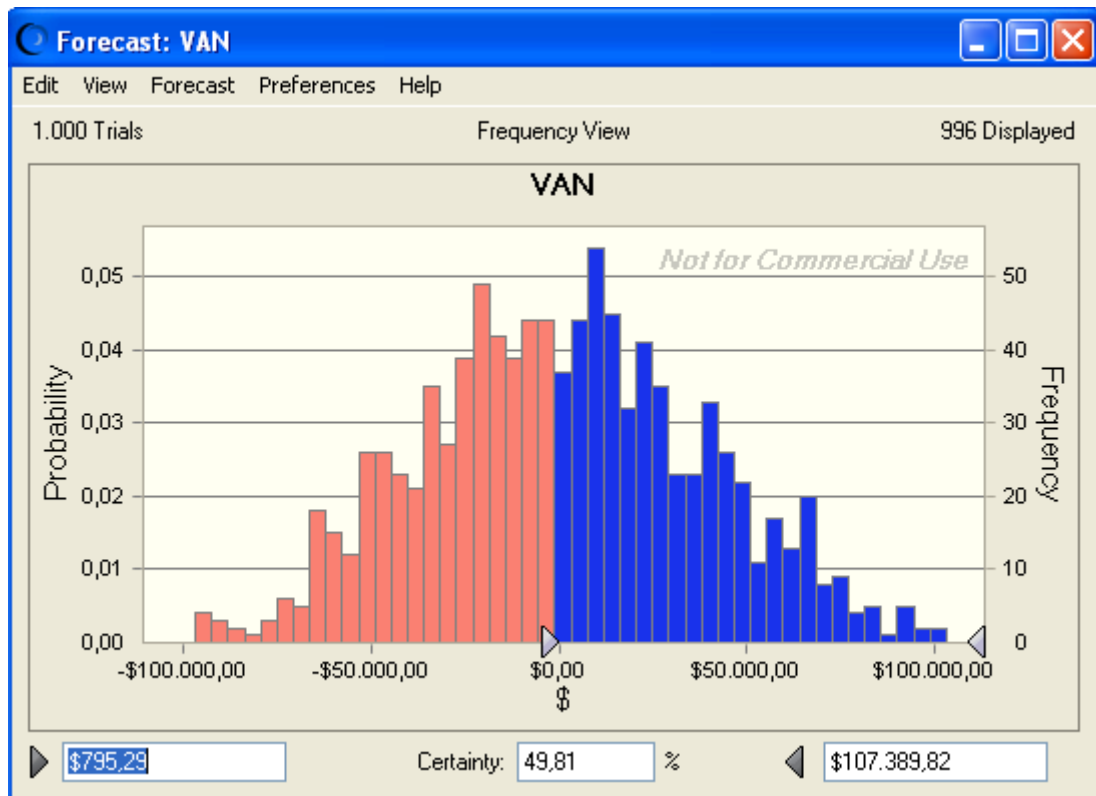 Forecast: VAN
Edit View Forecast Preferences Help
1.000 Trials Frequency View 996 Displayed
VAN
Not for Commercial Use
Probability
0,05
0,04
0,03
0,02
0,01
0,00
50
40
30
20
10
0
Frequency
-$100.000,00 -$50.000,00 $0,00 $50.000,00 $100.000,00
$
$795,29 Certainty: 49,81 % $107.389,82